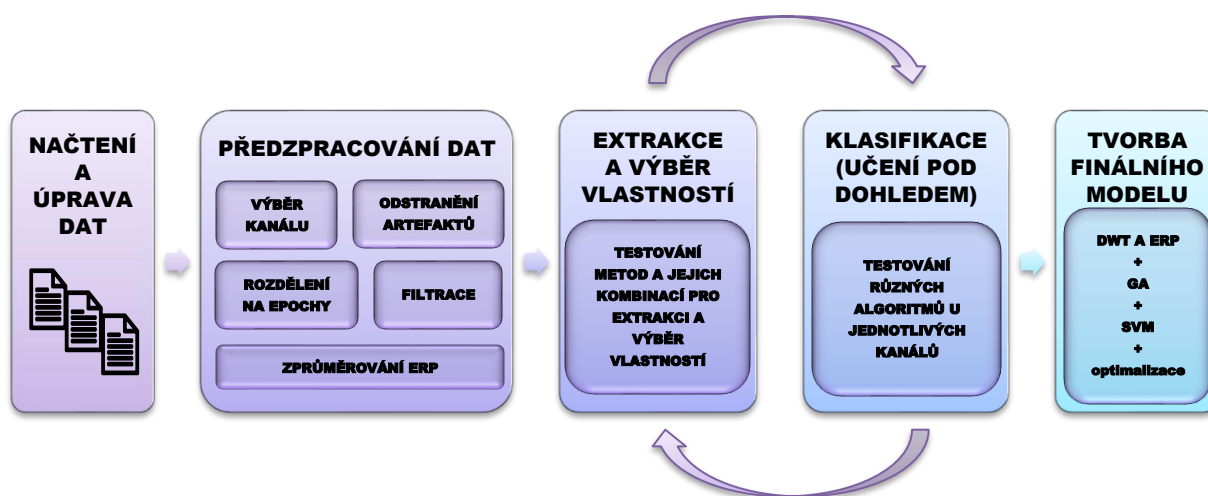 NAČTENÍ
A
ÚPRAVA
DAT
PŘEDZPRACOVÁNÍ DAT
VÝBĚR
KANÁLU
ODSTRANĚNÍ
ARTEFAKTŮ
ROZDĚLENÍ
NA EPOCHY
FILTRACE
ZPRŮMĚROVÁNÍ ERP
EXTRAKCE
A VÝBĚR
VLASTNOSTÍ
TESTOVÁNÍ
METOD A JEJICH
KOMBINACÍ PRO
EXTRAKCI A
VÝBĚR
VLASTNOSTÍ
KLASIFIKACE
(UČENÍ POD
DOHLEDEM)
TESTOVÁNÍ
RŮZNÝCH
ALGORITMŮ U
JEDNOTLIVÝCH
KANÁLŮ
TVORBA
FINÁLNÍHO
MODELU
DWT A ERP
+
GA
+
SVM
+
optimalizace